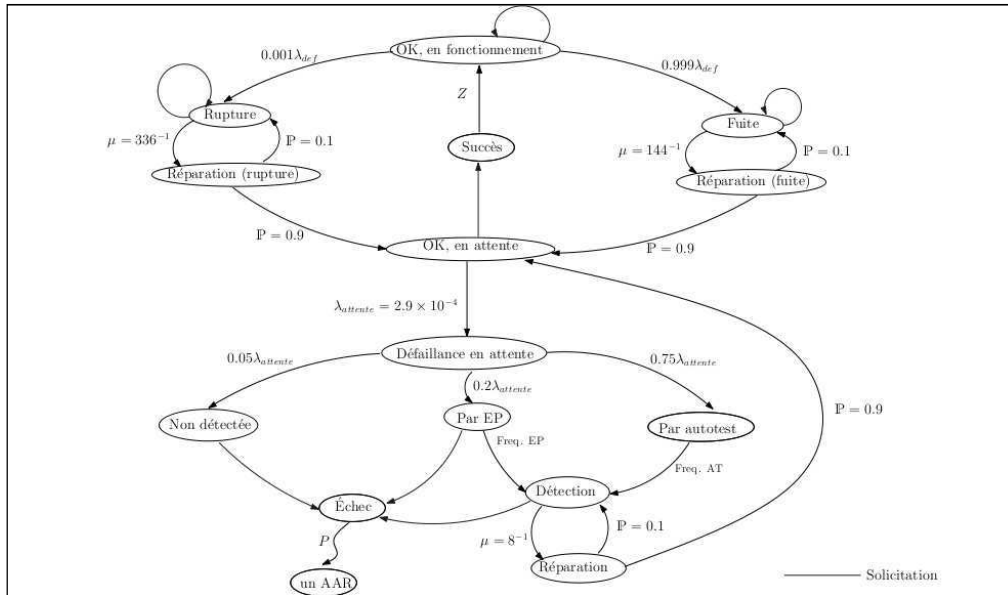 OK, en fonctionnement
0.001λdef
0.999λdef
Z
Rupture
Fuite
μ = 336⁻¹
ℙ = 0.1
Succès
μ = 144⁻¹
ℙ = 0.1
Réparation (rupture)
Réparation (fuite)
ℙ = 0.9
OK, en attente
ℙ = 0.9
λattente = 2.9 × 10⁻⁴
Défaillance en attente
0.05λattente
0.75λattente
0.2λattente
ℙ = 0.9
Non détectée
Par EP
Par autotest
Freq. EP
Freq. AT
Détection
Échec
P
μ = 8⁻¹
ℙ = 0.1
Réparation
un AAR
Solicitation